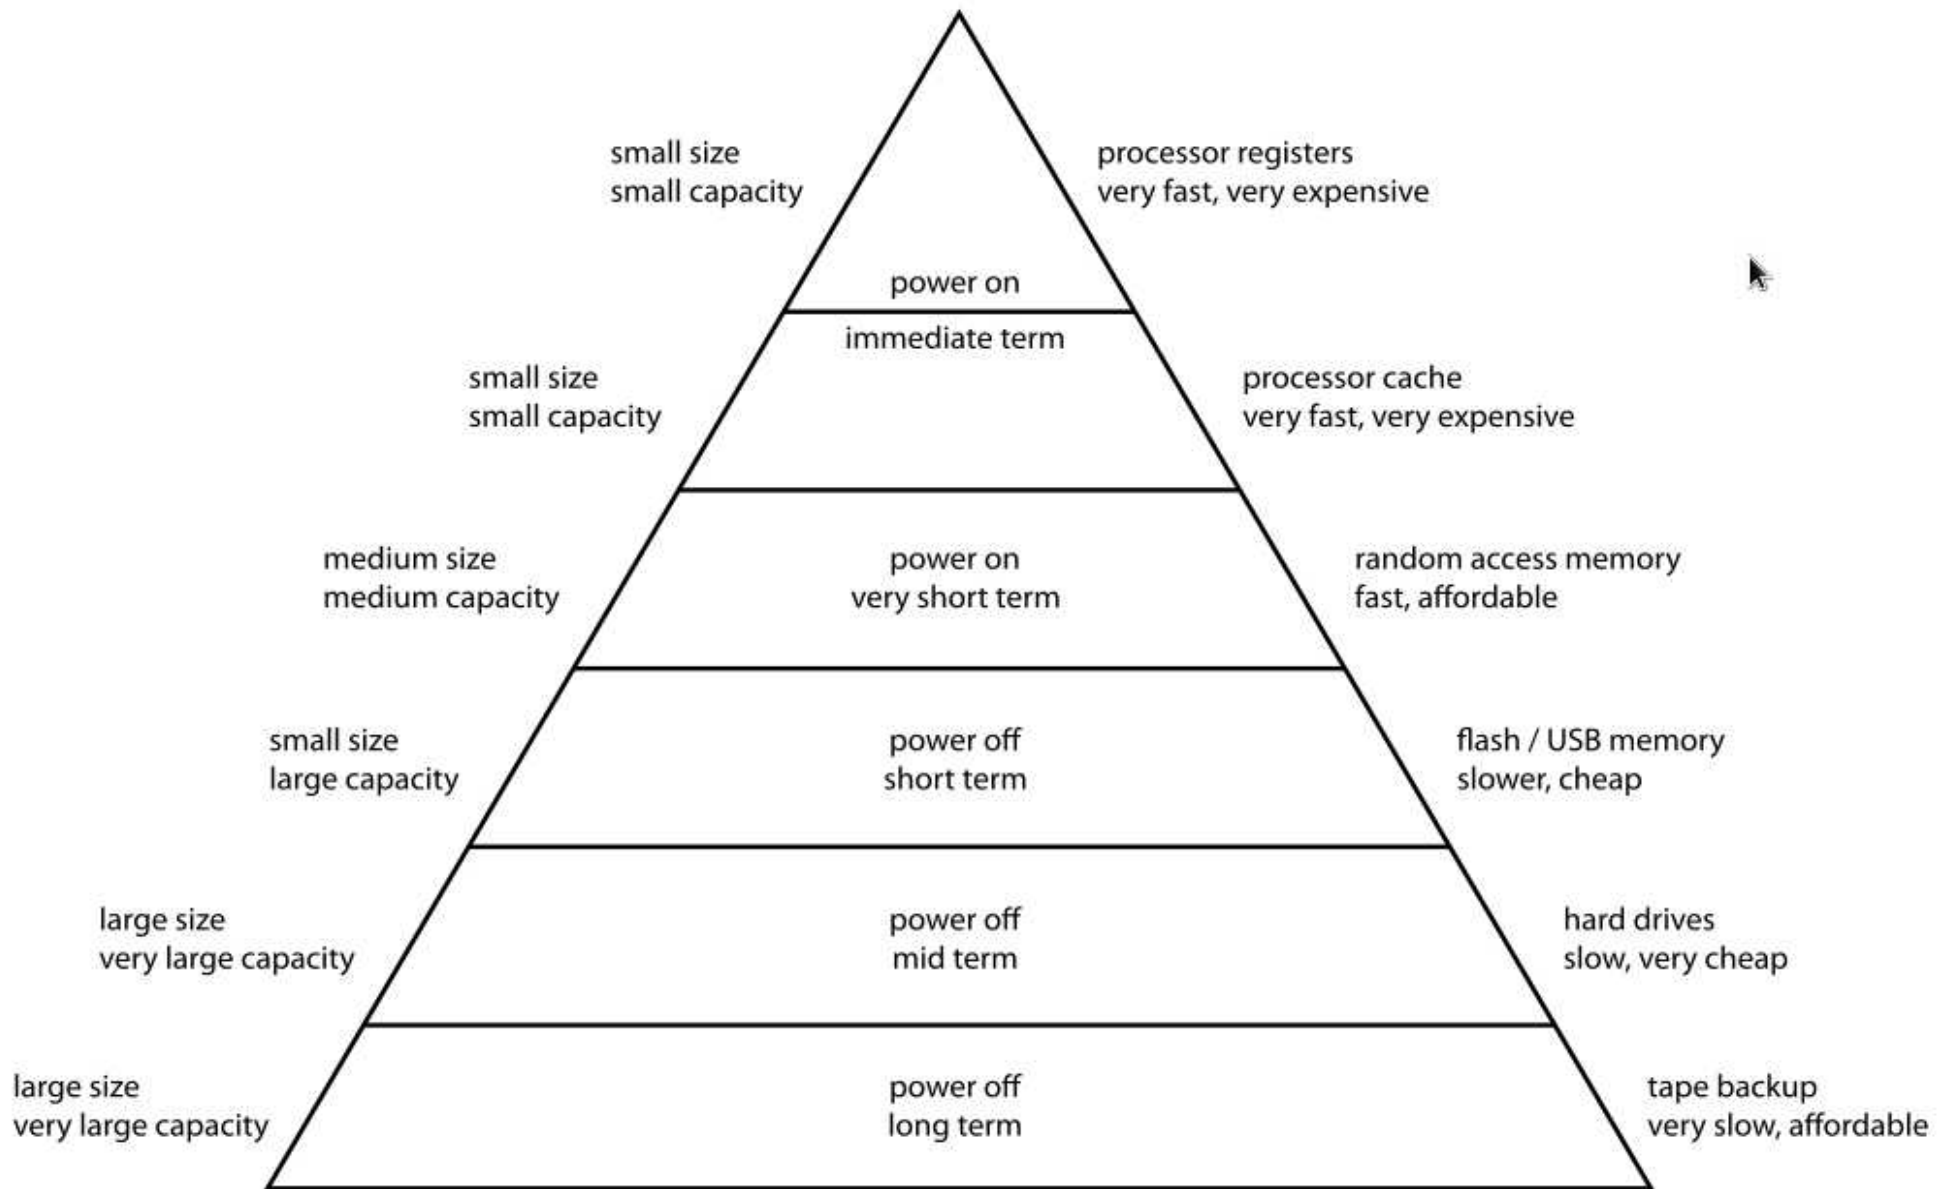 small size
small capacity
processor registers
very fast, very expensive
power on
immediate term
small size
small capacity
processor cache
very fast, very expensive
medium size
medium capacity
power on
very short term
random access memory
fast, affordable
small size
large capacity
power off
short term
flash / USB memory
slower, cheap
large size
very large capacity
power off
mid term
hard drives
slow, very cheap
large size
very large capacity
power off
long term
tape backup
very slow, affordable